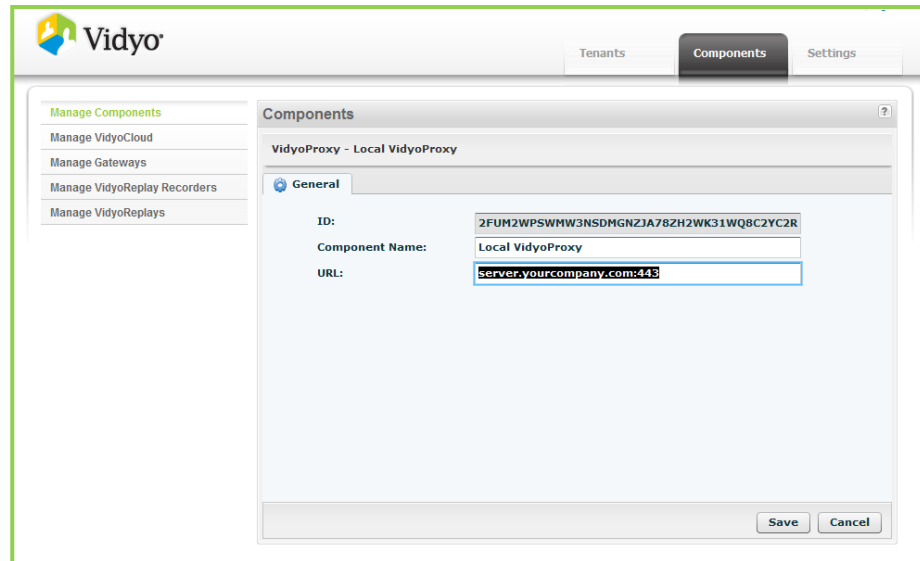 Vidyo
Tenants Components Settings
Manage Components
Manage VidyoCloud
Manage Gateways
Manage VidyoReplay Recorders
Manage VidyoReplays
Components ?
VidyoProxy - Local VidyoProxy
General
ID: 2FUM2WPSWMW3NSDMGNZJA78ZH2WK31WQ8C2YC2R
Component Name: Local VidyoProxy
URL: server.yourcompany.com:443
Save Cancel